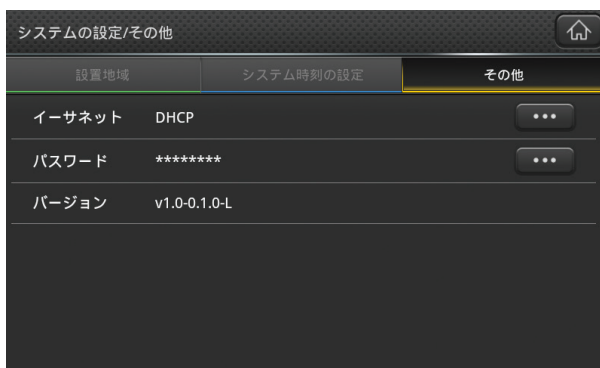 システムの設定/その他
設置地域 システム時刻の設定 その他
イーサネット DHCP
パスワード ********
バージョン v1.0-0.1.0-L